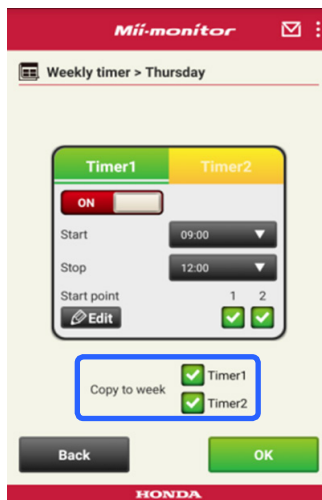 Mii-monitor
Weekly timer > Thursday
Timer1 Timer2
ON
Start 09:00
Stop 12:00
Start point 1 2
Edit
Copy to week
Timer1
Timer2
Back OK
HONDA